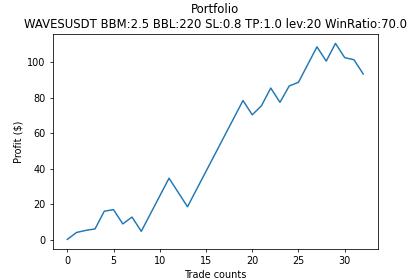 Portfolio
WAVESUSDT BBM:2.5 BBL:220 SL:0.8 TP:1.0 lev:20 WinRatio:70.0
100
80
60
40
20
0
Profit ($)
0 5 10 15 20 25 30
Trade counts